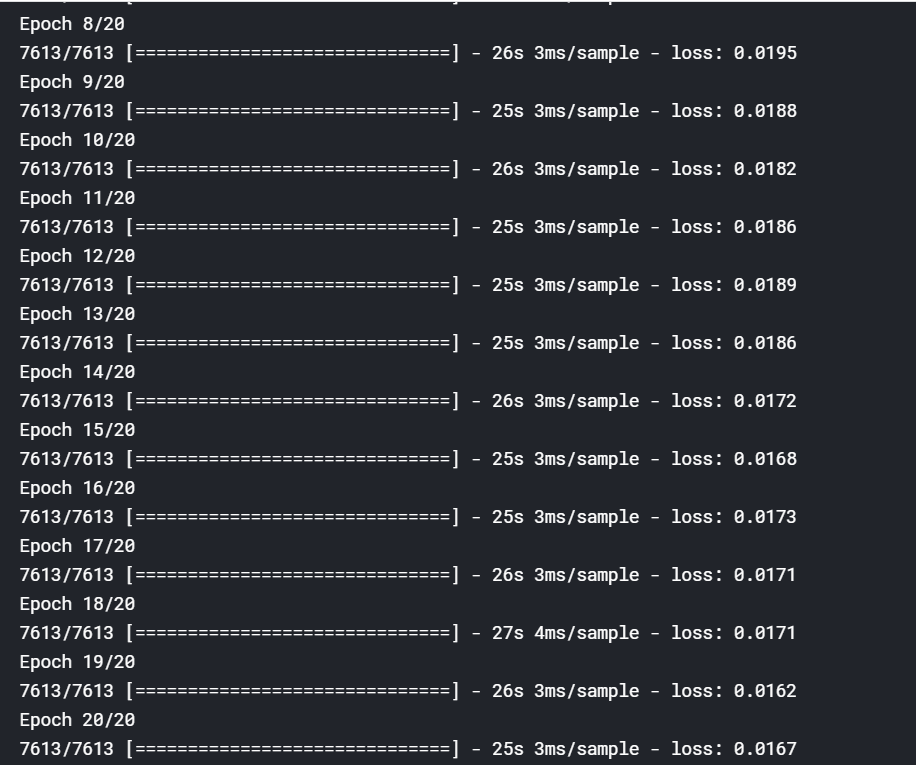 Epoch 8/20
7613/7613 [==============================] - 26s 3ms/sample - loss: 0.0195
Epoch 9/20
7613/7613 [==============================] - 25s 3ms/sample - loss: 0.0188
Epoch 10/20
7613/7613 [==============================] - 26s 3ms/sample - loss: 0.0182
Epoch 11/20
7613/7613 [==============================] - 25s 3ms/sample - loss: 0.0186
Epoch 12/20
7613/7613 [==============================] - 25s 3ms/sample - loss: 0.0189
Epoch 13/20
7613/7613 [==============================] - 25s 3ms/sample - loss: 0.0186
Epoch 14/20
7613/7613 [==============================] - 26s 3ms/sample - loss: 0.0172
Epoch 15/20
7613/7613 [==============================] - 25s 3ms/sample - loss: 0.0168
Epoch 16/20
7613/7613 [==============================] - 25s 3ms/sample - loss: 0.0173
Epoch 17/20
7613/7613 [==============================] - 26s 3ms/sample - loss: 0.0171
Epoch 18/20
7613/7613 [==============================] - 27s 4ms/sample - loss: 0.0171
Epoch 19/20
7613/7613 [==============================] - 26s 3ms/sample - loss: 0.0162
Epoch 20/20
7613/7613 [==============================] - 25s 3ms/sample - loss: 0.0167